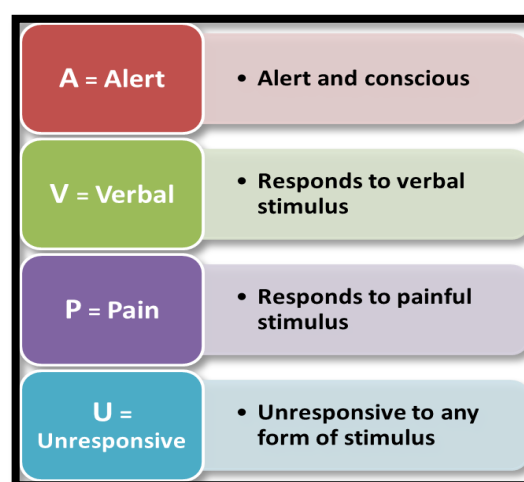 A = Alert
• Alert and conscious
V = Verbal
• Responds to verbal
stimulus
P = Pain
• Responds to painful
stimulus
U =
Unresponsive
• Unresponsive to any
form of stimulus